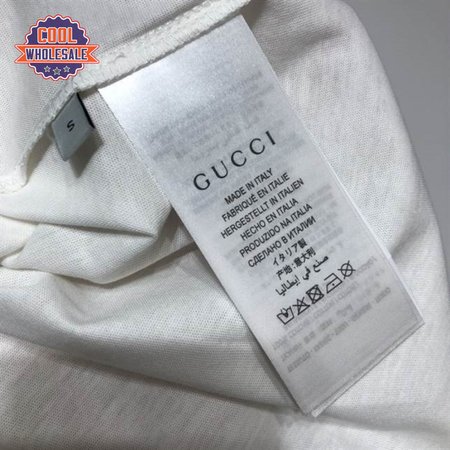 COOL
WHOLESALE
S
GUCCI
MADE IN ITALY
FABRIQUÉ EN ITALIE
HERGESTELLT IN ITALIEN
HECHO EN ITALIA
PRODUZIDO NA ITALIA
СДЕЛАНО В ИТАЛИИ
イタリア製
产地:意大利
صنع في إيطاليا